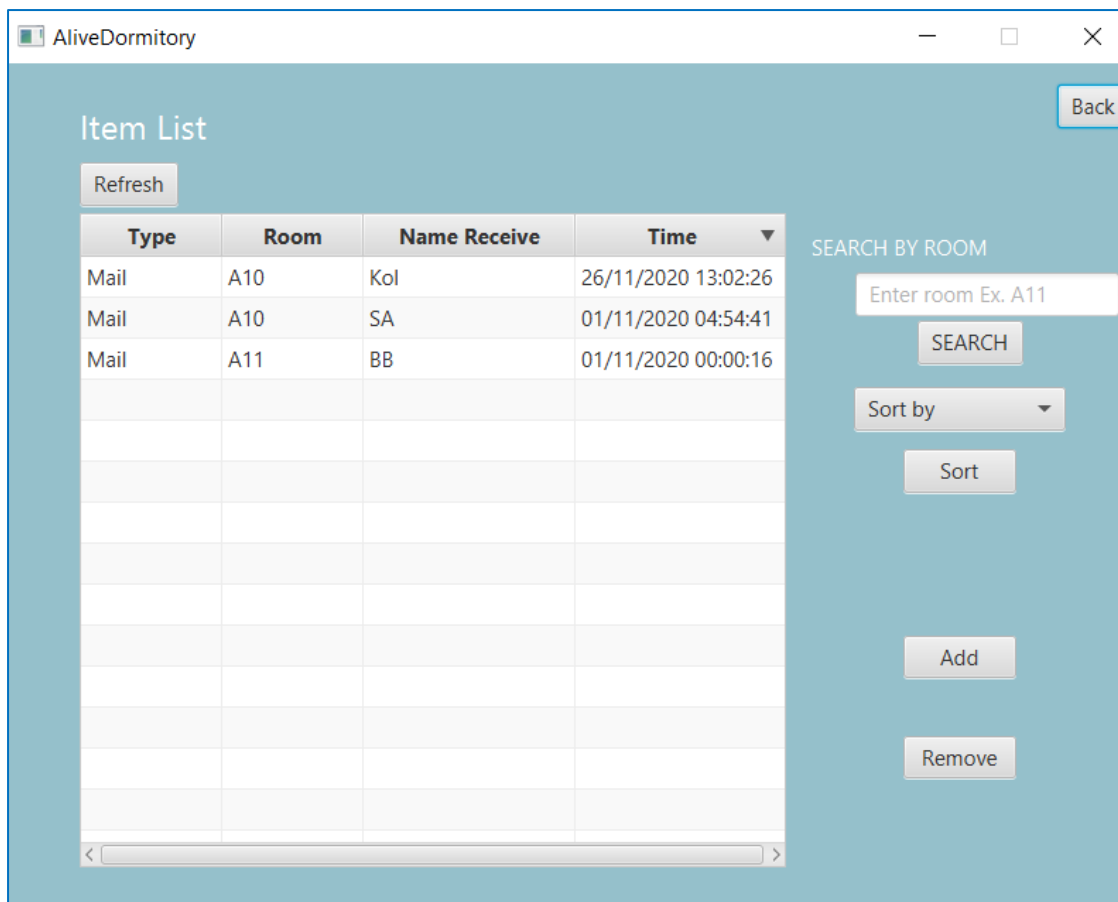 AliveDormitory
Back
Item List
Refresh
Type Room Name Receive Time
Mail A10 Kol 26/11/2020 13:02:26
Mail A10 SA 01/11/2020 04:54:41
Mail A11 BB 01/11/2020 00:00:16
SEARCH BY ROOM
Enter room Ex. A11
SEARCH
Sort by
Sort
Add
Remove